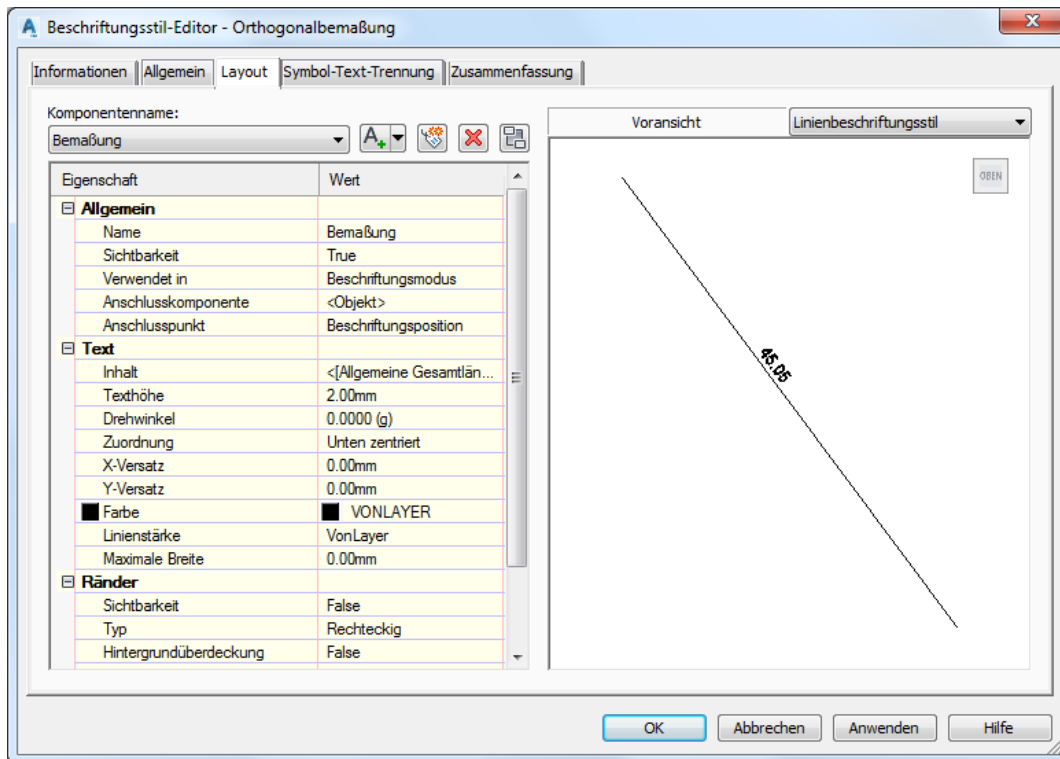 Beschriftungsstil-Editor - Orthogonalbemaßung
Informationen Allgemein Layout Symbol-Text-Trennung Zusammenfassung
Komponentenname:
Bemaßung
Voransicht Linienbeschriftungsstil
Eigenschaft Wert
Allgemein
Name Bemaßung
Sichtbarkeit True
Verwendet in Beschriftungsmodus
Anschlusskomponente <Objekt>
Anschlusspunkt Beschriftungsposition
Text
Inhalt <[Allgemeine Gesamtlän...
Texthöhe 2.00mm
Drehwinkel 0.0000 (g)
Zuordnung Unten zentriert
X-Versatz 0.00mm
Y-Versatz 0.00mm
Farbe VONLAYER
Linienstärke VonLayer
Maximale Breite 0.00mm
Ränder
Sichtbarkeit False
Typ Rechteckig
Hintergrundüberdeckung False
OBEN
45.05
OK Abbrechen Anwenden Hilfe